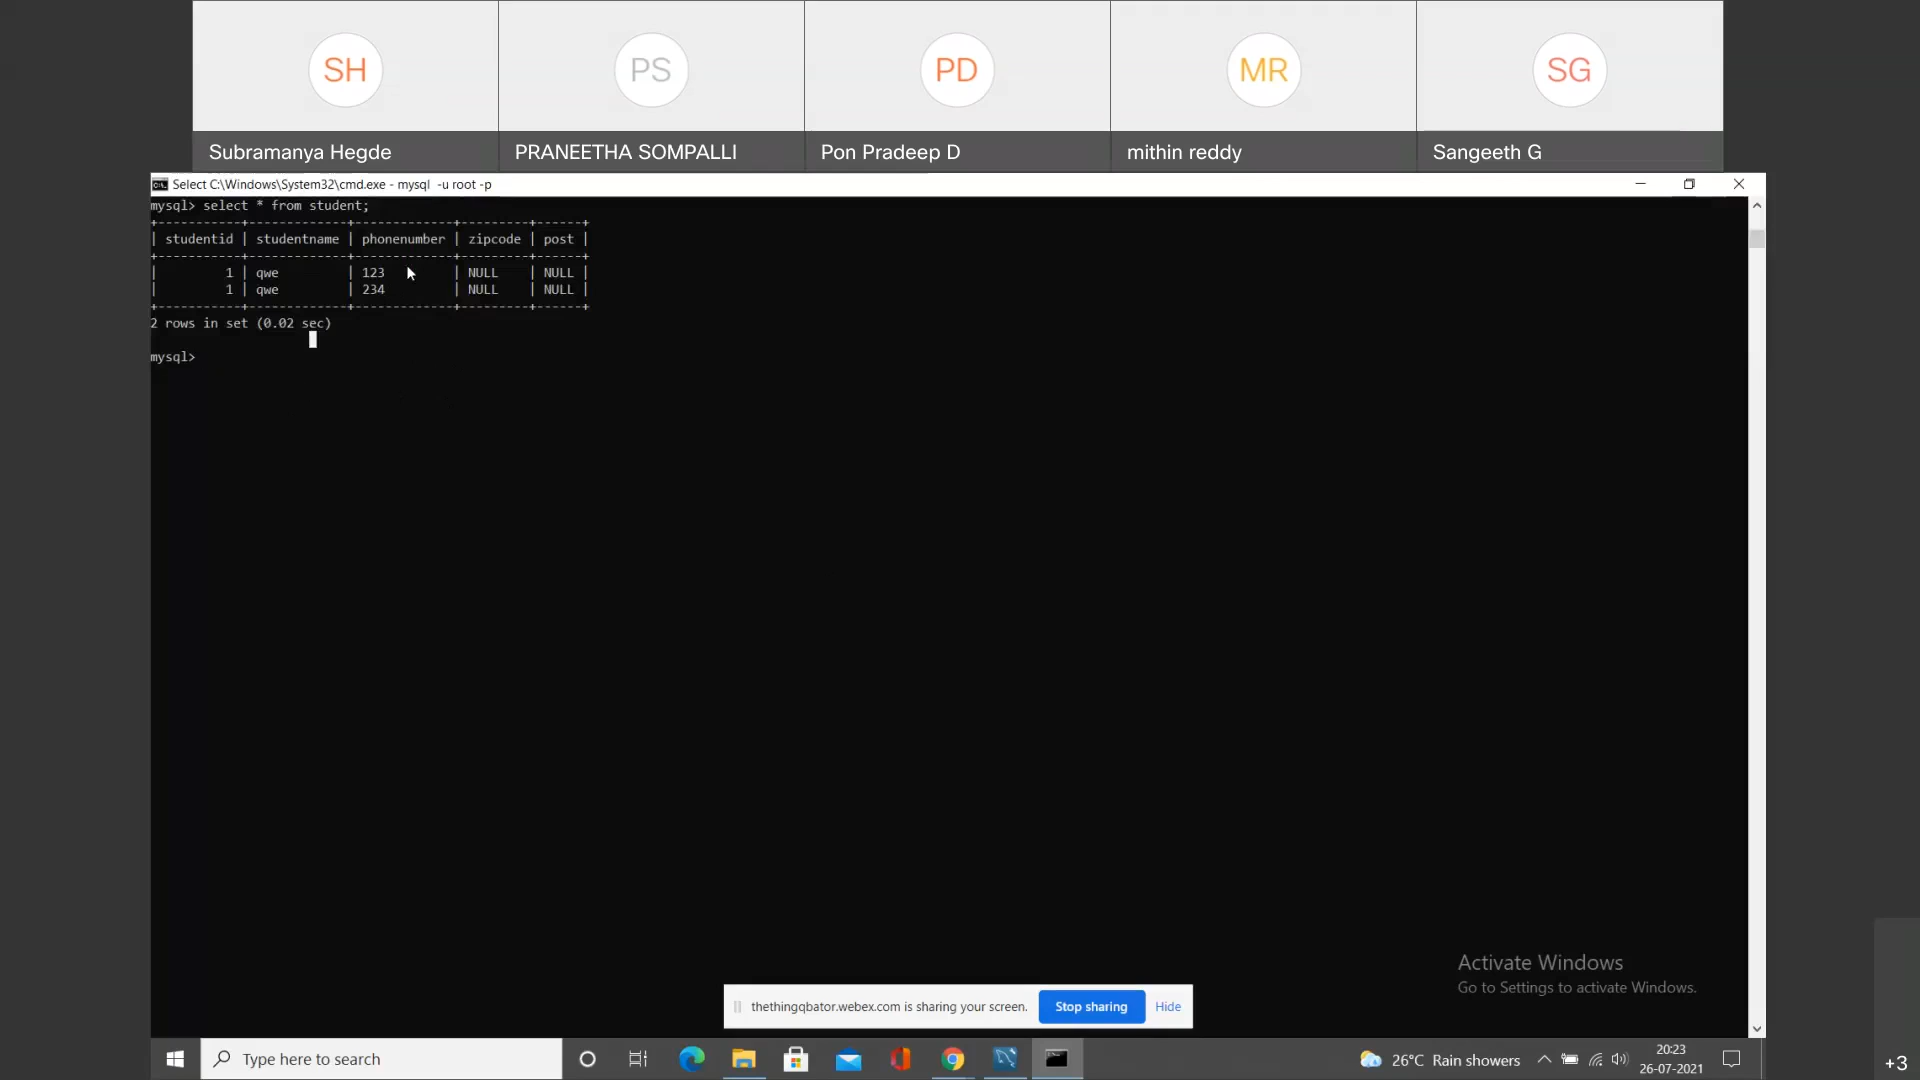 SH PS PD MR SG
Subramanya Hegde PRANEETHA SOMPALLI Pon Pradeep D mithin reddy Sangeeth G
Select C:\Windows\System32\cmd.exe - mysql  -u root -p
mysql> select * from student;
+-----------+-------------+-------------+---------+------+
| studentid | studentname | phonenumber | zipcode | post |
+-----------+-------------+-------------+---------+------+
|         1 | qwe         | 123         | NULL    | NULL |
|         1 | qwe         | 234         | NULL    | NULL |
+-----------+-------------+-------------+---------+------+
2 rows in set (0.02 sec)
mysql>
Activate Windows
Go to Settings to activate Windows.
thethingqbator.webex.com is sharing your screen. Stop sharing Hide
Type here to search
26°C Rain showers
20:23
26-07-2021
+3